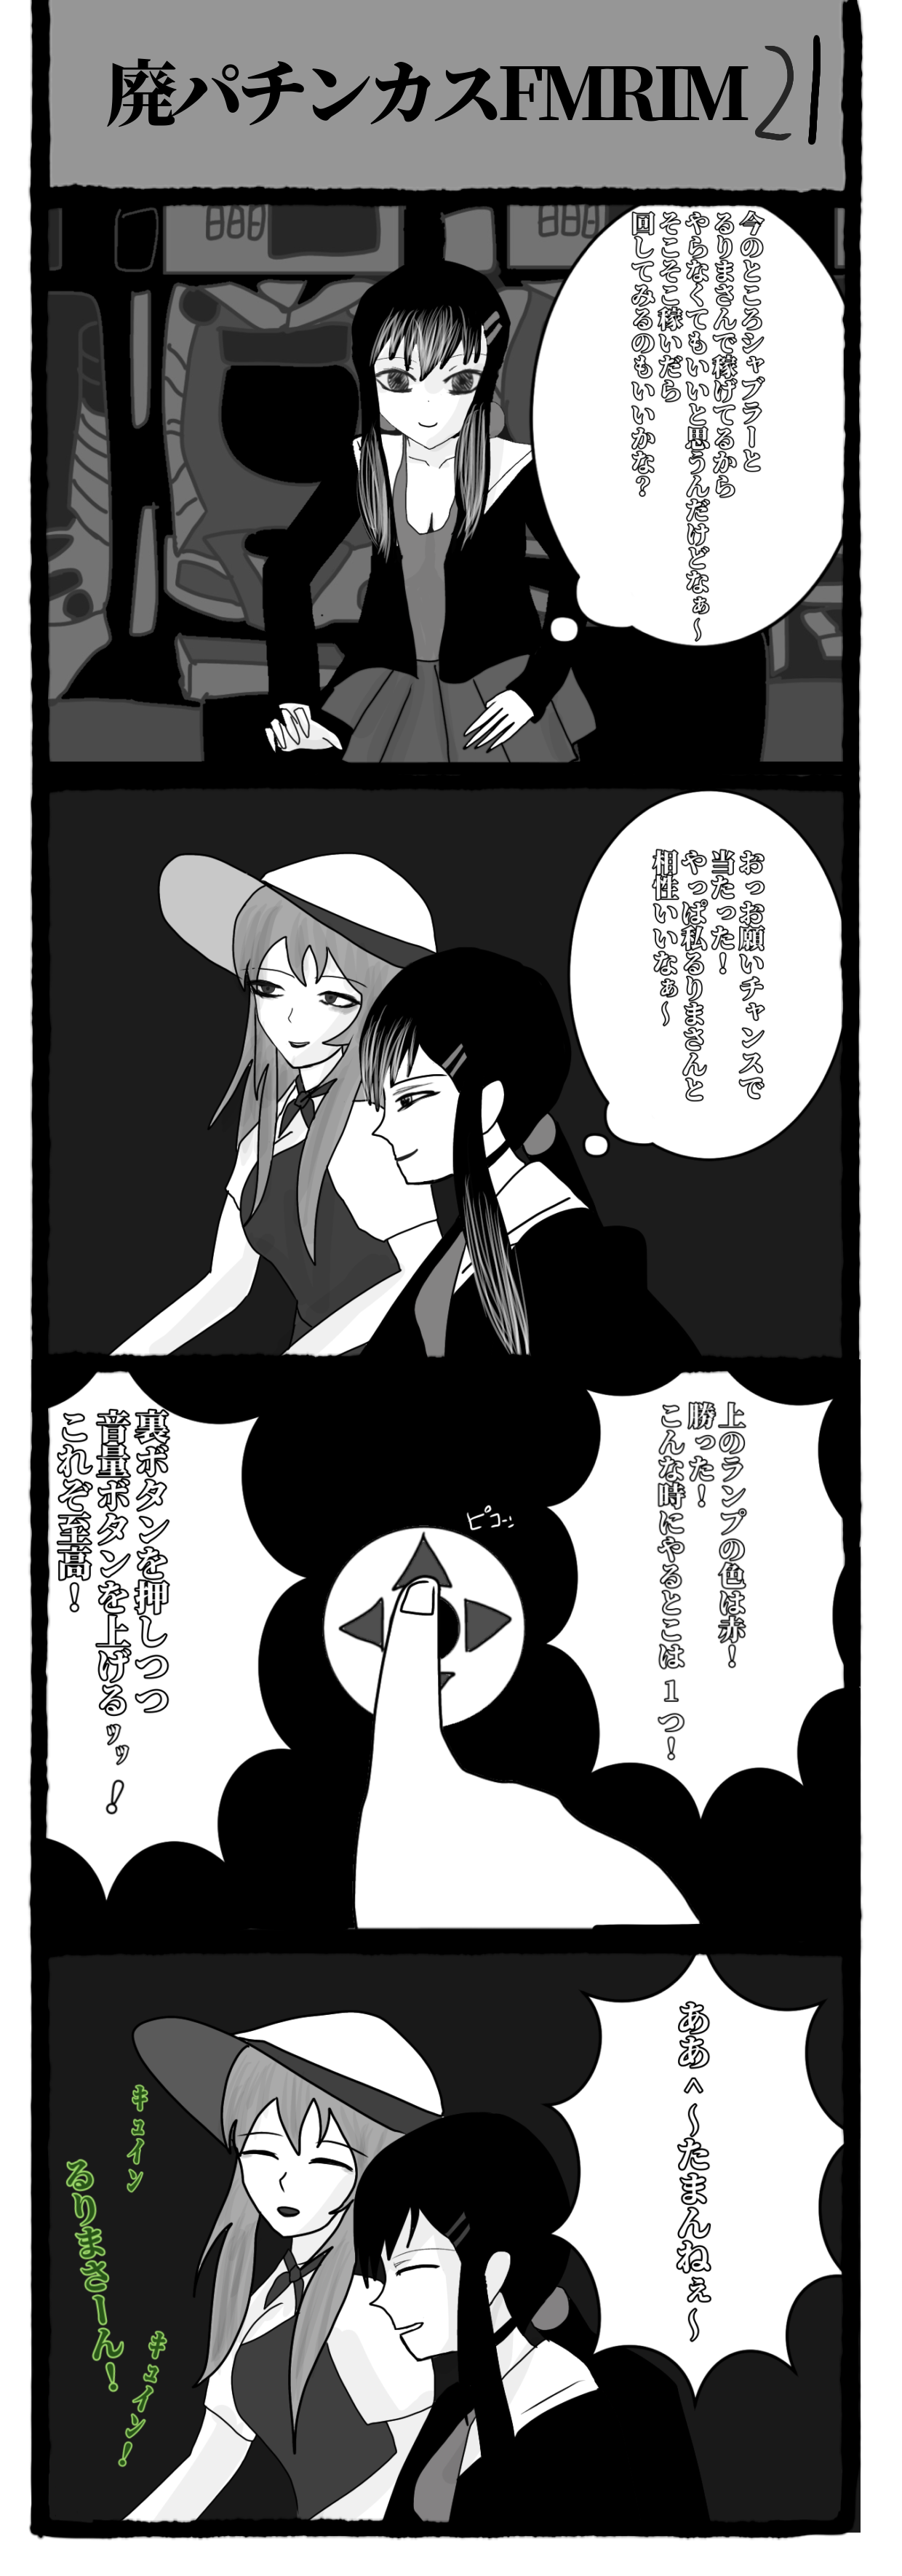 廃パチンカスFMRIM21
今のところシャブラーと
るりまさんで稼げてるから
やらなくてもいいと思うんだけどなぁ～
そこそこ稼いだら
国してみるのもいいかな？
おっお願いチャンスで
当たった！
やっぱ私るりまさんと
相性いいなぁ～
上のランプの色は赤！
勝った！
こんな時にやるとこは１つ！
ピコーン
裏ボタンを押しつつ
音量ボタンを上げるッッ！
これぞ至高！
ああ＾～たまんねぇ～
キュイン
るりまさーん！
キュイン！